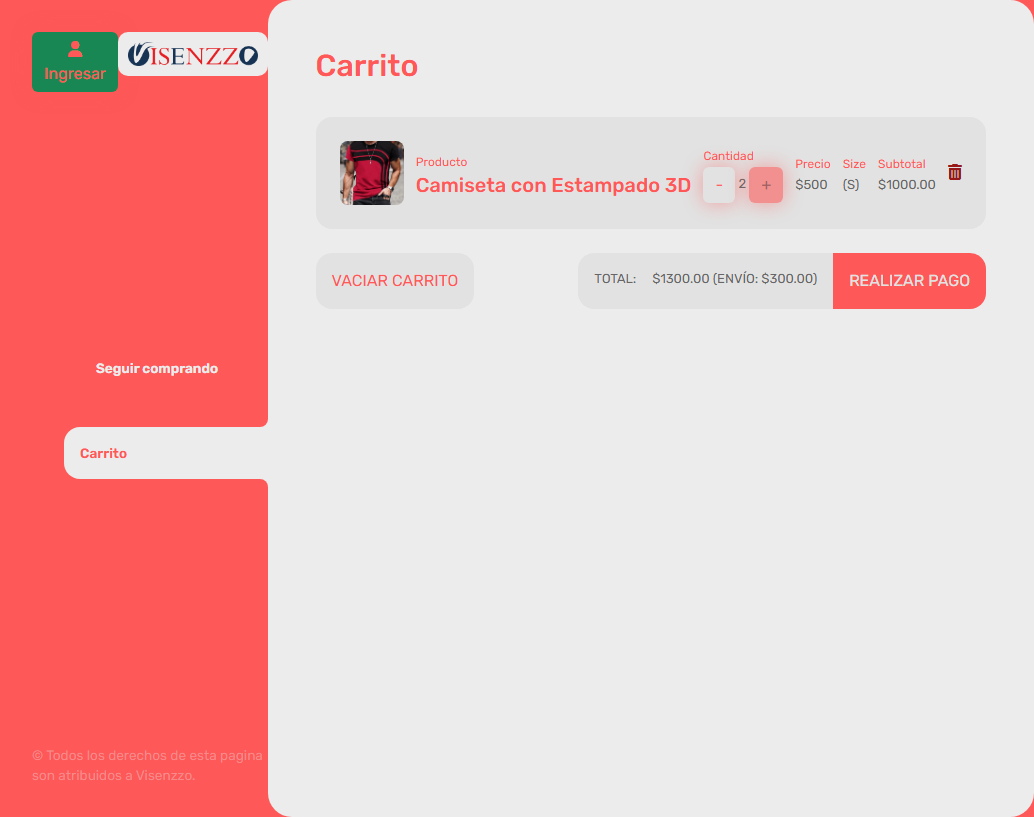 Ingresar
VISENZZO
Seguir comprando
Carrito
© Todos los derechos de esta pagina
son atribuidos a Visenzzo.
Carrito
Producto
Camiseta con Estampado 3D
Cantidad
- 2 +
Precio
$500
Size
(S)
Subtotal
$1000.00
VACIAR CARRITO
TOTAL: $1300.00 (ENVÍO: $300.00)
REALIZAR PAGO